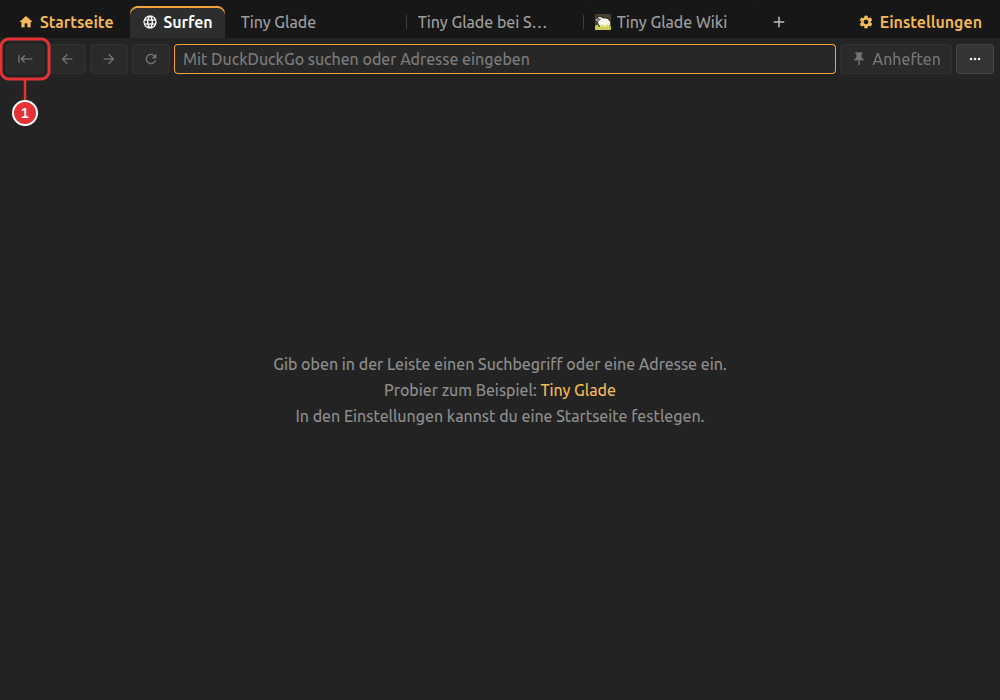 Startseite
Surfen
Tiny Glade
Tiny Glade bei S...
Tiny Glade Wiki
Einstellungen
Mit DuckDuckGo suchen oder Adresse eingeben
Anheften
1
Gib oben in der Leiste einen Suchbegriff oder eine Adresse ein.
Probier zum Beispiel: Tiny Glade
In den Einstellungen kannst du eine Startseite festlegen.